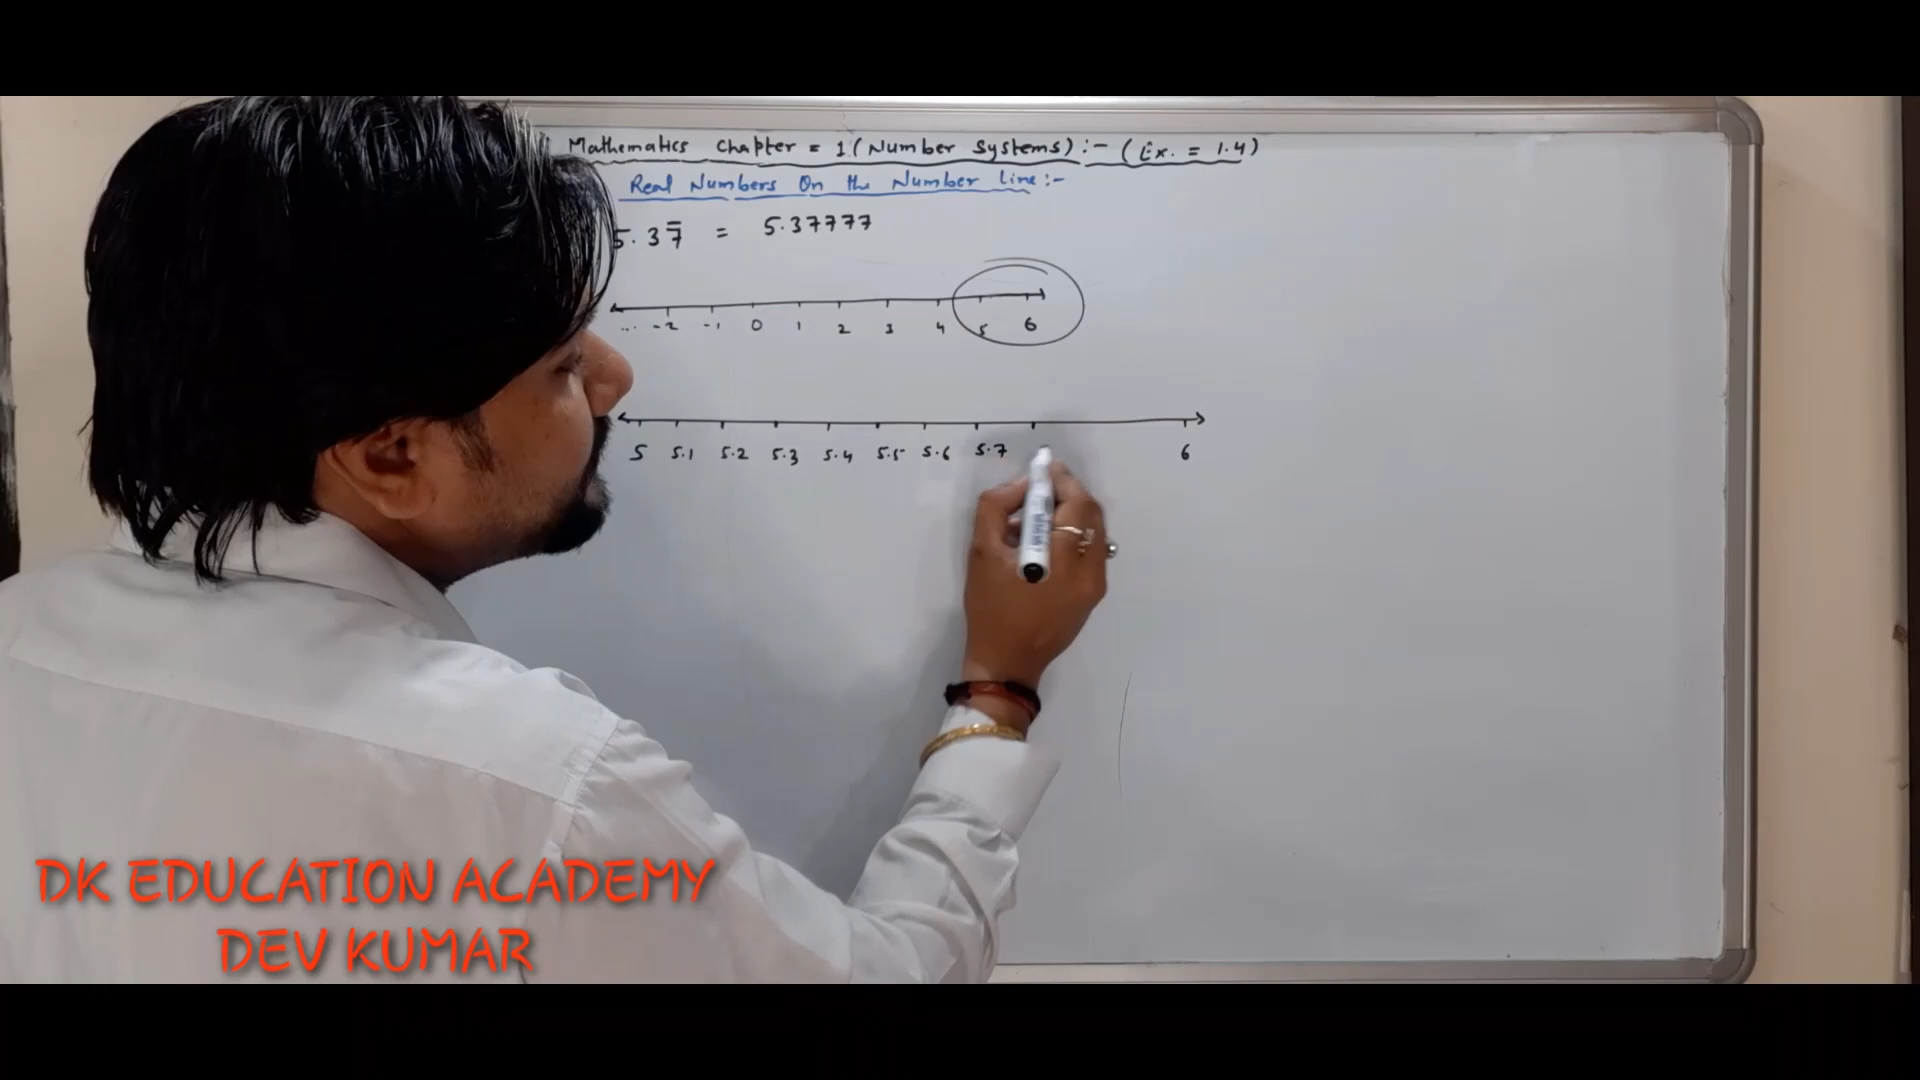 Mathematics Chapter = 1 (Number Systems) :- (Ex. = 1.4)
Real Numbers On the Number Line :-
5.37̅ = 5.37777
... -2 -1 0 1 2 3 4 5 6
5 5.1 5.2 5.3 5.4 5.5 5.6 5.7 6
DK EDUCATION ACADEMY
DEV KUMAR